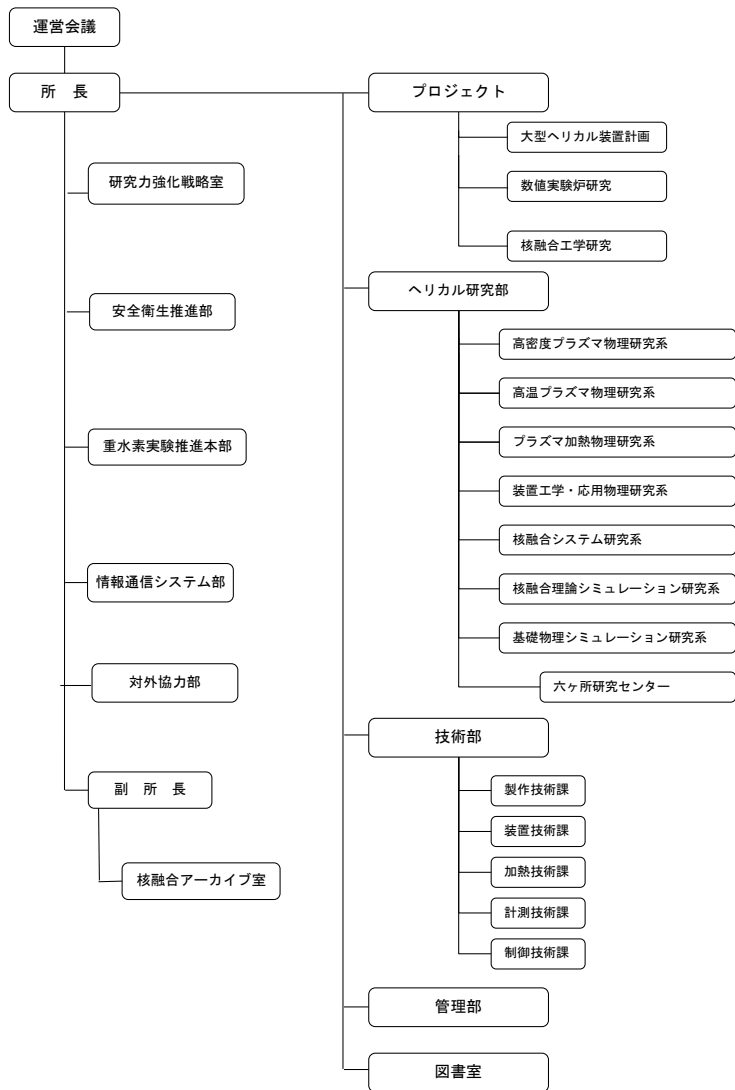 運営会議
所　長
研究力強化戦略室
安全衛生推進部
重水素実験推進本部
情報通信システム部
対外協力部
副　所　長
核融合アーカイブ室
プロジェクト
大型ヘリカル装置計画
数値実験炉研究
核融合工学研究
ヘリカル研究部
高密度プラズマ物理研究系
高温プラズマ物理研究系
プラズマ加熱物理研究系
装置工学・応用物理研究系
核融合システム研究系
核融合理論シミュレーション研究系
基礎物理シミュレーション研究系
六ヶ所研究センター
技術部
製作技術課
装置技術課
加熱技術課
計測技術課
制御技術課
管理部
図書室